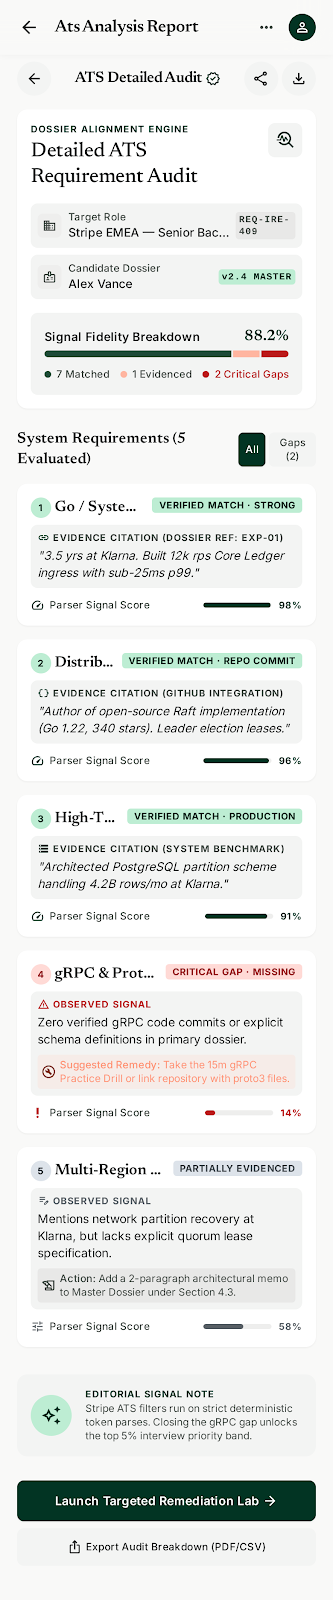 Ats Analysis Report
ATS Detailed Audit
DOSSIER ALIGNMENT ENGINE
Detailed ATS
Requirement Audit
Target Role
Stripe EMEA — Senior Bac...
REQ-IRE-
409
Candidate Dossier
Alex Vance
v2.4 MASTER
Signal Fidelity Breakdown
88.2%
7 Matched
1 Evidenced
2 Critical Gaps
System Requirements (5
Evaluated)
All
Gaps
(2)
1
Go / Syste...
VERIFIED MATCH · STRONG
EVIDENCE CITATION (DOSSIER REF: EXP-01)
"3.5 yrs at Klarna. Built 12k rps Core Ledger
ingress with sub-25ms p99."
Parser Signal Score
98%
2
Distrib...
VERIFIED MATCH · REPO COMMIT
EVIDENCE CITATION (GITHUB INTEGRATION)
"Author of open-source Raft implementation
(Go 1.22, 340 stars). Leader election leases."
Parser Signal Score
96%
3
High-T...
VERIFIED MATCH · PRODUCTION
EVIDENCE CITATION (SYSTEM BENCHMARK)
"Architected PostgreSQL partition scheme
handling 4.2B rows/mo at Klarna."
Parser Signal Score
91%
4
gRPC & Prot...
CRITICAL GAP · MISSING
OBSERVED SIGNAL
Zero verified gRPC code commits or explicit
schema definitions in primary dossier.
Suggested Remedy: Take the 15m gRPC
Practice Drill or link repository with proto3 files.
Parser Signal Score
14%
5
Multi-Region ...
PARTIALLY EVIDENCED
OBSERVED SIGNAL
Mentions network partition recovery at
Klarna, but lacks explicit quorum lease
specification.
Action: Add a 2-paragraph architectural memo
to Master Dossier under Section 4.3.
Parser Signal Score
58%
EDITORIAL SIGNAL NOTE
Stripe ATS filters run on strict deterministic
token parses. Closing the gRPC gap unlocks
the top 5% interview priority band.
Launch Targeted Remediation Lab →
Export Audit Breakdown (PDF/CSV)